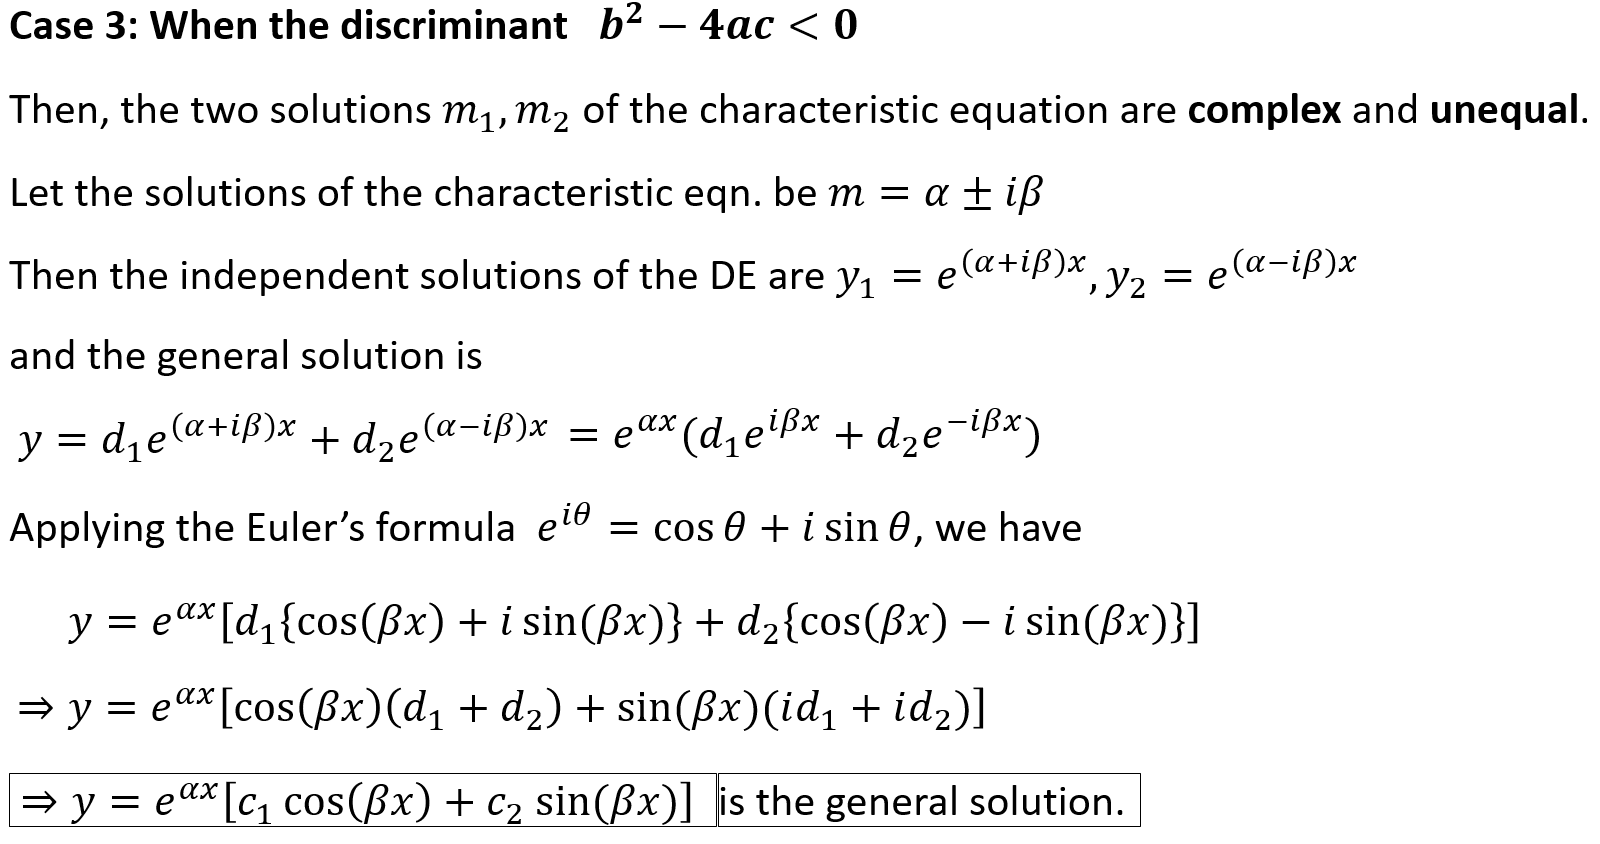 Case 3: When the discriminant b² − 4ac < 0
Then, the two solutions m₁, m₂ of the characteristic equation are complex and unequal.
Let the solutions of the characteristic eqn. be m = α ± iβ
Then the independent solutions of the DE are y₁ = e^(α+iβ)x, y₂ = e^(α−iβ)x
and the general solution is
y = d₁e^(α+iβ)x + d₂e^(α−iβ)x = e^αx(d₁e^iβx + d₂e^−iβx)
Applying the Euler’s formula e^iθ = cos θ + i sin θ, we have
y = e^αx[d₁{cos(βx) + i sin(βx)} + d₂{cos(βx) − i sin(βx)}]
⇒ y = e^αx[cos(βx)(d₁ + d₂) + sin(βx)(id₁ + id₂)]
⇒ y = e^αx[c₁ cos(βx) + c₂ sin(βx)] is the general solution.